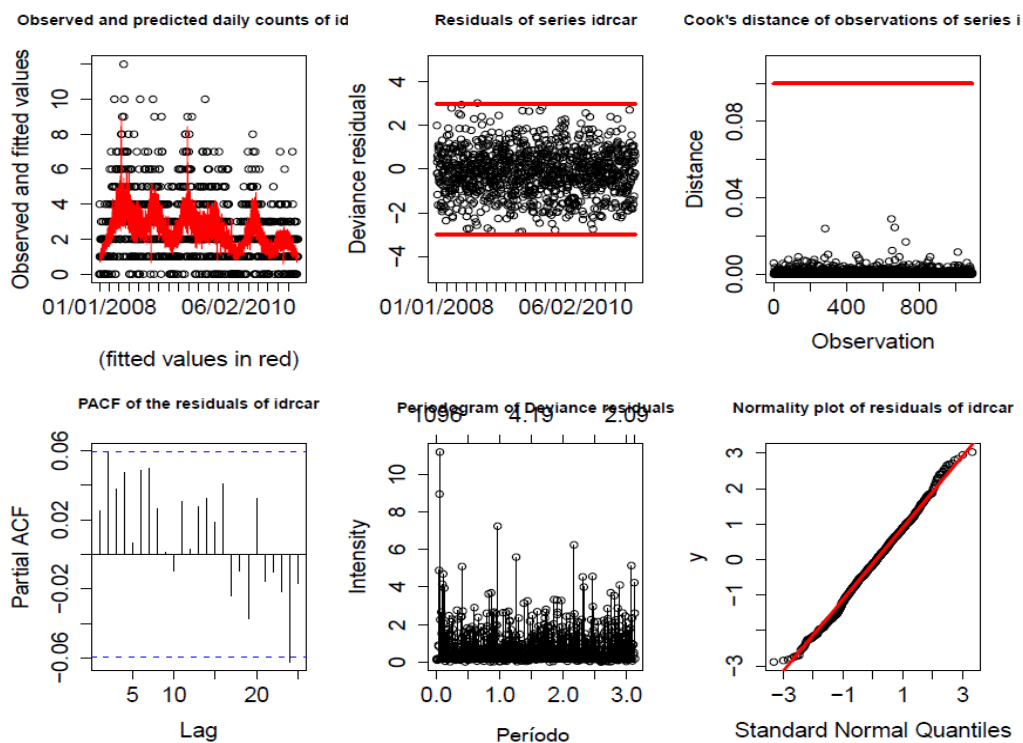 Observed and predicted daily counts of id
Observed and fitted values
0 2 4 6 8 10
01/01/2008 06/02/2010
(fitted values in red)
Residuals of series idrcar
Deviance residuals
-4 -2 0 2 4
01/01/2008 06/02/2010
Cook's distance of observations of series i
Distance
0.00 0.04 0.08
0 400 800
Observation
PACF of the residuals of idrcar
Partial ACF
-0.06 -0.02 0.02 0.06
5 10 20
Lag
Periodogram of Deviance residuals
1096 4.19 2.09
Intensity
0 2 4 6 8 10
0.0 1.0 2.0 3.0
Período
Normality plot of residuals of idrcar
y
-3 -1 0 1 2 3
-3 -1 1 3
Standard Normal Quantiles